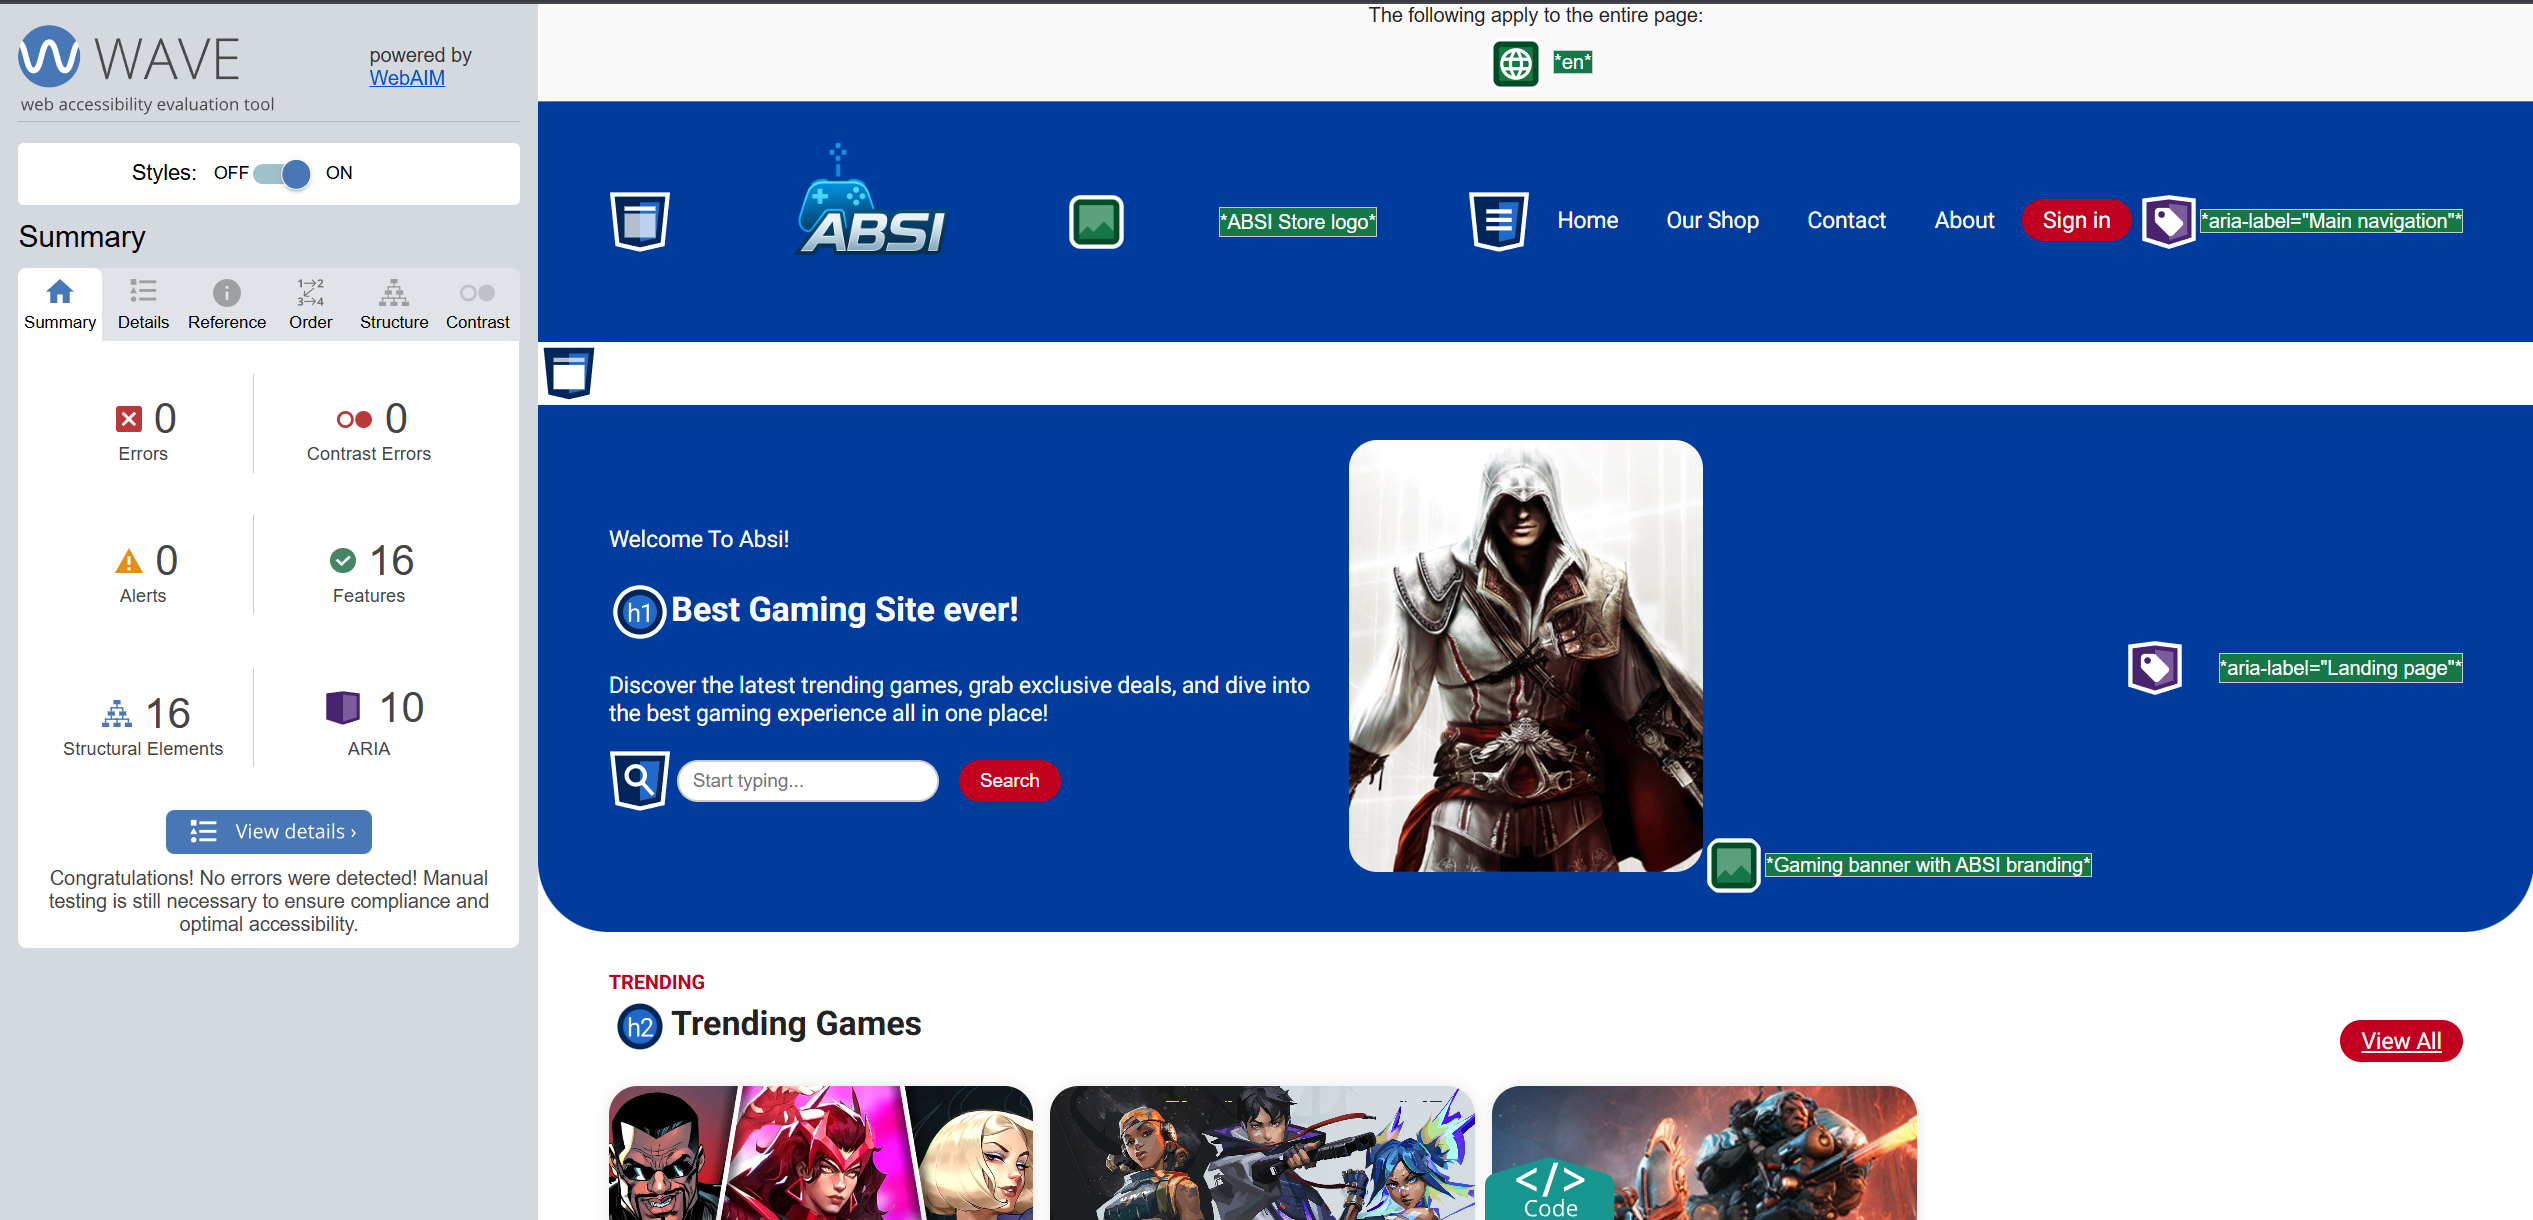 WAVE
web accessibility evaluation tool
powered by
WebAIM
Styles: OFF ON
Summary
Summary
Details
Reference
1→2
3→4
Order
Structure
Contrast
0
Errors
0
Contrast Errors
0
Alerts
16
Features
16
Structural Elements
10
ARIA
View details ›
Congratulations! No errors were detected! Manual
testing is still necessary to ensure compliance and
optimal accessibility.
The following apply to the entire page:
*en*
ABSI
*ABSI Store logo*
Home
Our Shop
Contact
About
Sign in
*aria-label="Main navigation"*
Welcome To Absi!
h1 Best Gaming Site ever!
Discover the latest trending games, grab exclusive deals, and dive into
the best gaming experience all in one place!
Start typing...
Search
*Gaming banner with ABSI branding*
*aria-label="Landing page"*
TRENDING
h2 Trending Games
View All
</>
Code